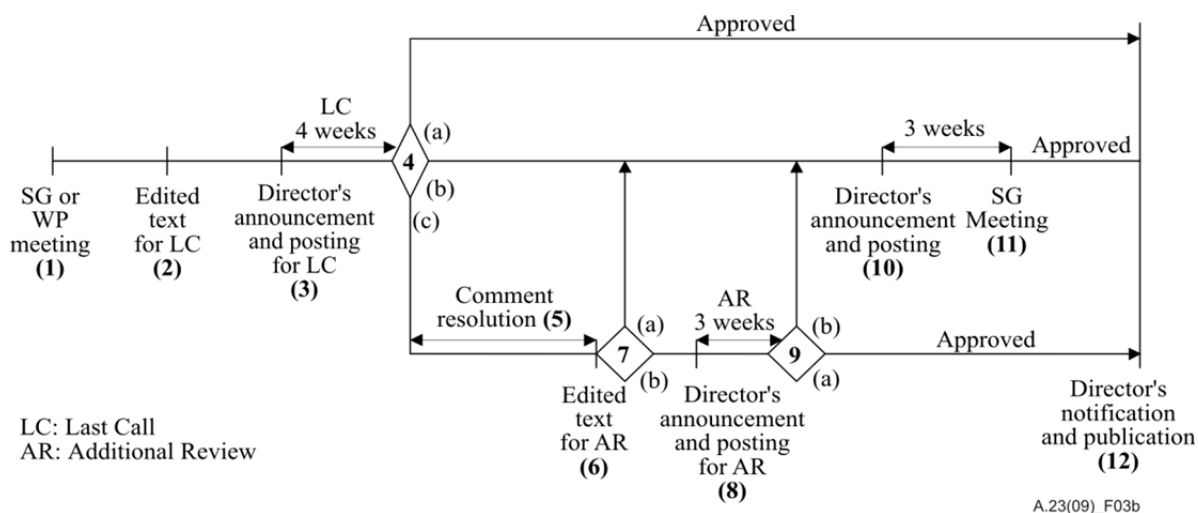 Approved
LC
4 weeks
(a)
4
(b)
(c)
3 weeks
Approved
SG or
WP
meeting
(1)
Edited
text
for LC
(2)
Director's
announcement
and posting
for LC
(3)
Director's
announcement
and posting
(10)
SG
Meeting
(11)
Comment
resolution (5)
(a)
7
(b)
AR
3 weeks
(b)
9
(a)
Approved
Edited
text
for AR
(6)
Director's
announcement
and posting
for AR
(8)
Director's
notification
and publication
(12)
LC: Last Call
AR: Additional Review
A.23(09)_F03b